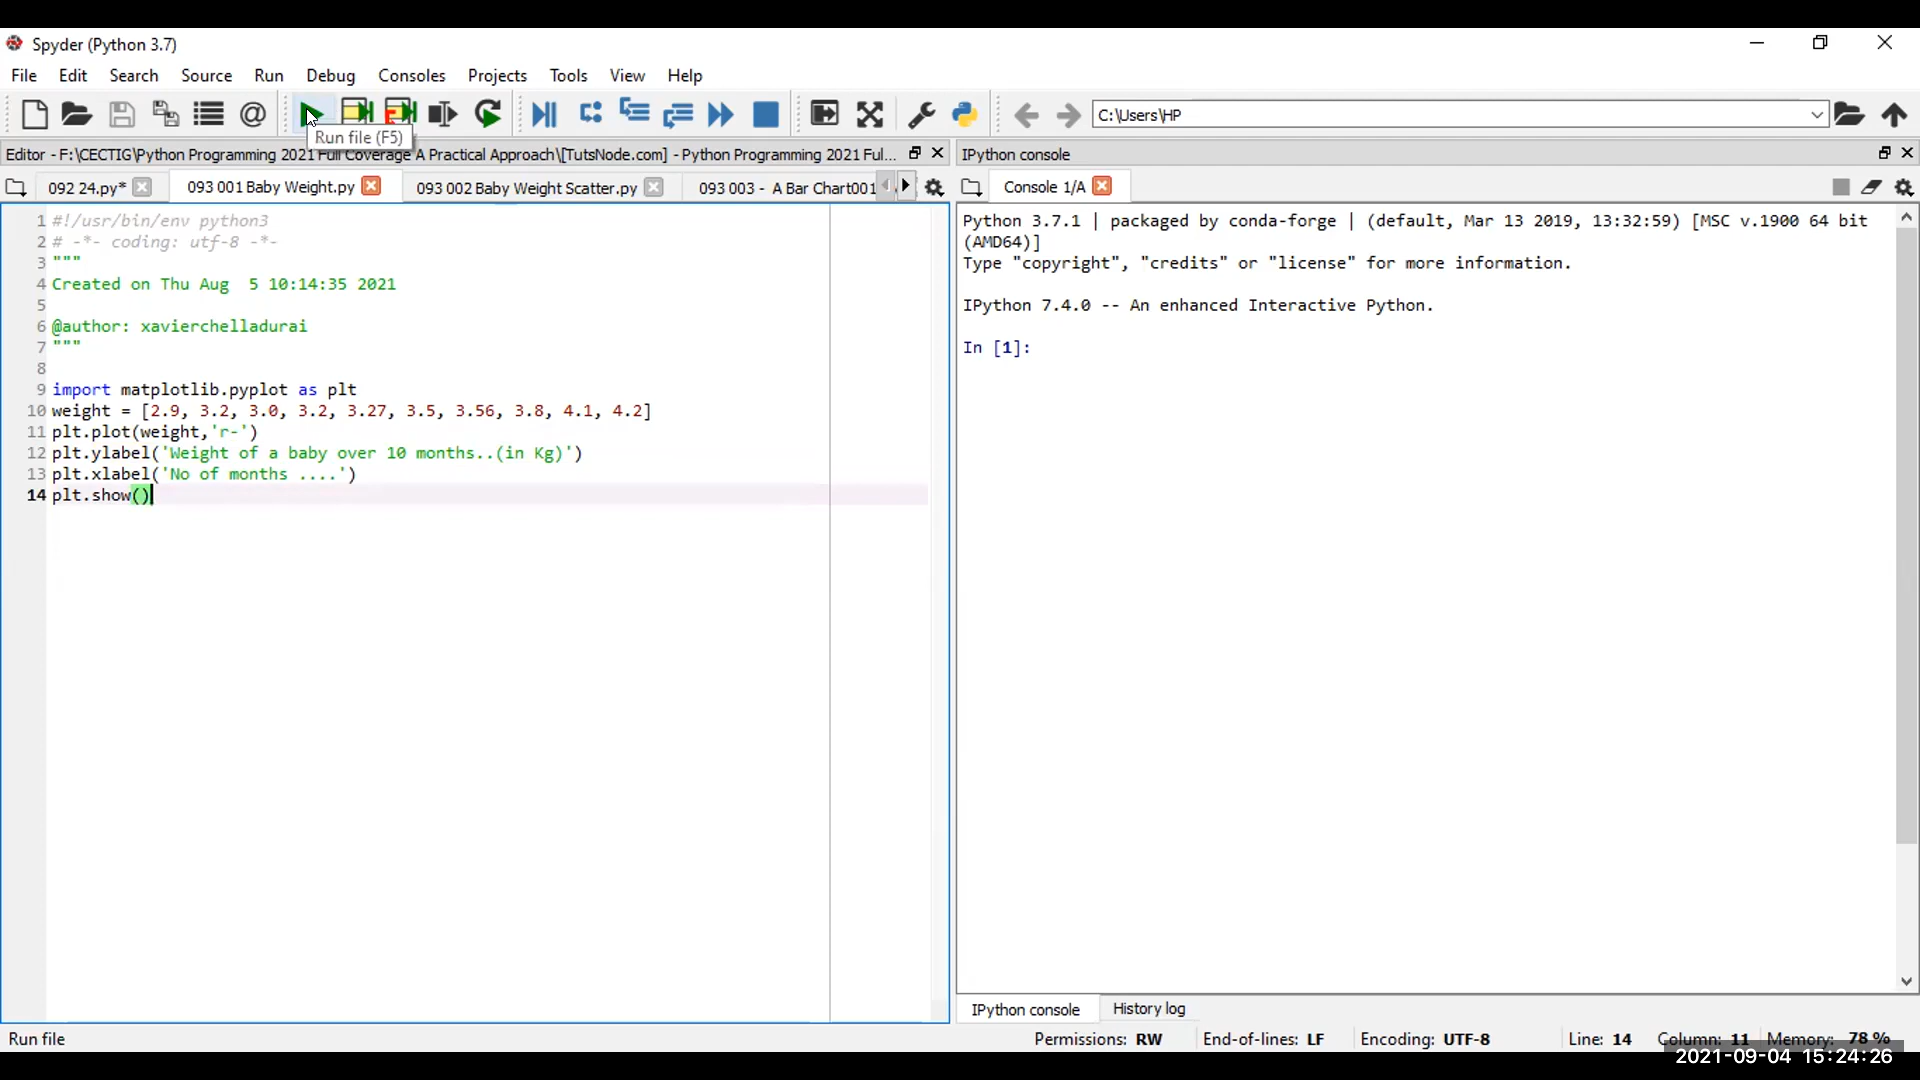 Spyder (Python 3.7)
File Edit Search Source Run Debug Consoles Projects Tools View Help
C:\Users\HP
Run file (F5)
Editor - F:\CECTIG\Python Programming 2021 Full Coverage A Practical Approach\[TutsNode.com] - Python Programming 2021 Ful...
IPython console
092 24.py* 093 001 Baby Weight.py 093 002 Baby Weight Scatter.py 093 003 - A Bar Chart001
Console 1/A
1 #!/usr/bin/env python3
2 # -*- coding: utf-8 -*-
3 """
4 Created on Thu Aug  5 10:14:35 2021
5
6 @author: xavierchelladurai
7 """
8
9 import matplotlib.pyplot as plt
10 weight = [2.9, 3.2, 3.0, 3.2, 3.27, 3.5, 3.56, 3.8, 4.1, 4.2]
11 plt.plot(weight,'r-')
12 plt.ylabel('Weight of a baby over 10 months..(in Kg)')
13 plt.xlabel('No of months ....')
14 plt.show()
Python 3.7.1 | packaged by conda-forge | (default, Mar 13 2019, 13:32:59) [MSC v.1900 64 bit
(AMD64)]
Type "copyright", "credits" or "license" for more information.
IPython 7.4.0 -- An enhanced Interactive Python.
In [1]:
IPython console History log
Run file
Permissions: RW End-of-lines: LF Encoding: UTF-8 Line: 14 Column: 11 Memory: 78 %
2021-09-04 15:24:26